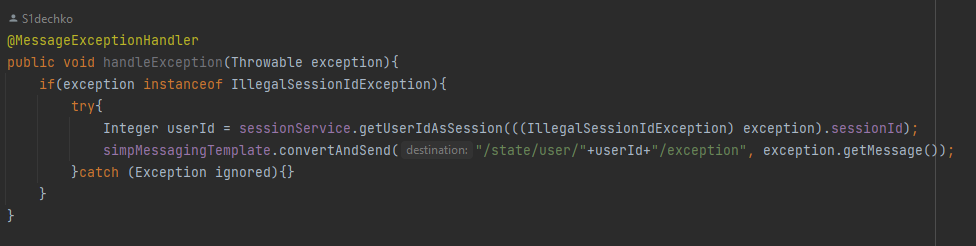 S1dechko
@MessageExceptionHandler
public void handleException(Throwable exception){
if(exception instanceof IllegalSessionIdException){
try{
Integer userId = sessionService.getUserIdAsSession(((IllegalSessionIdException) exception).sessionId);
simpMessagingTemplate.convertAndSend( destination: "/state/user/"+userId+"/exception", exception.getMessage());
}catch (Exception ignored){}
}
}